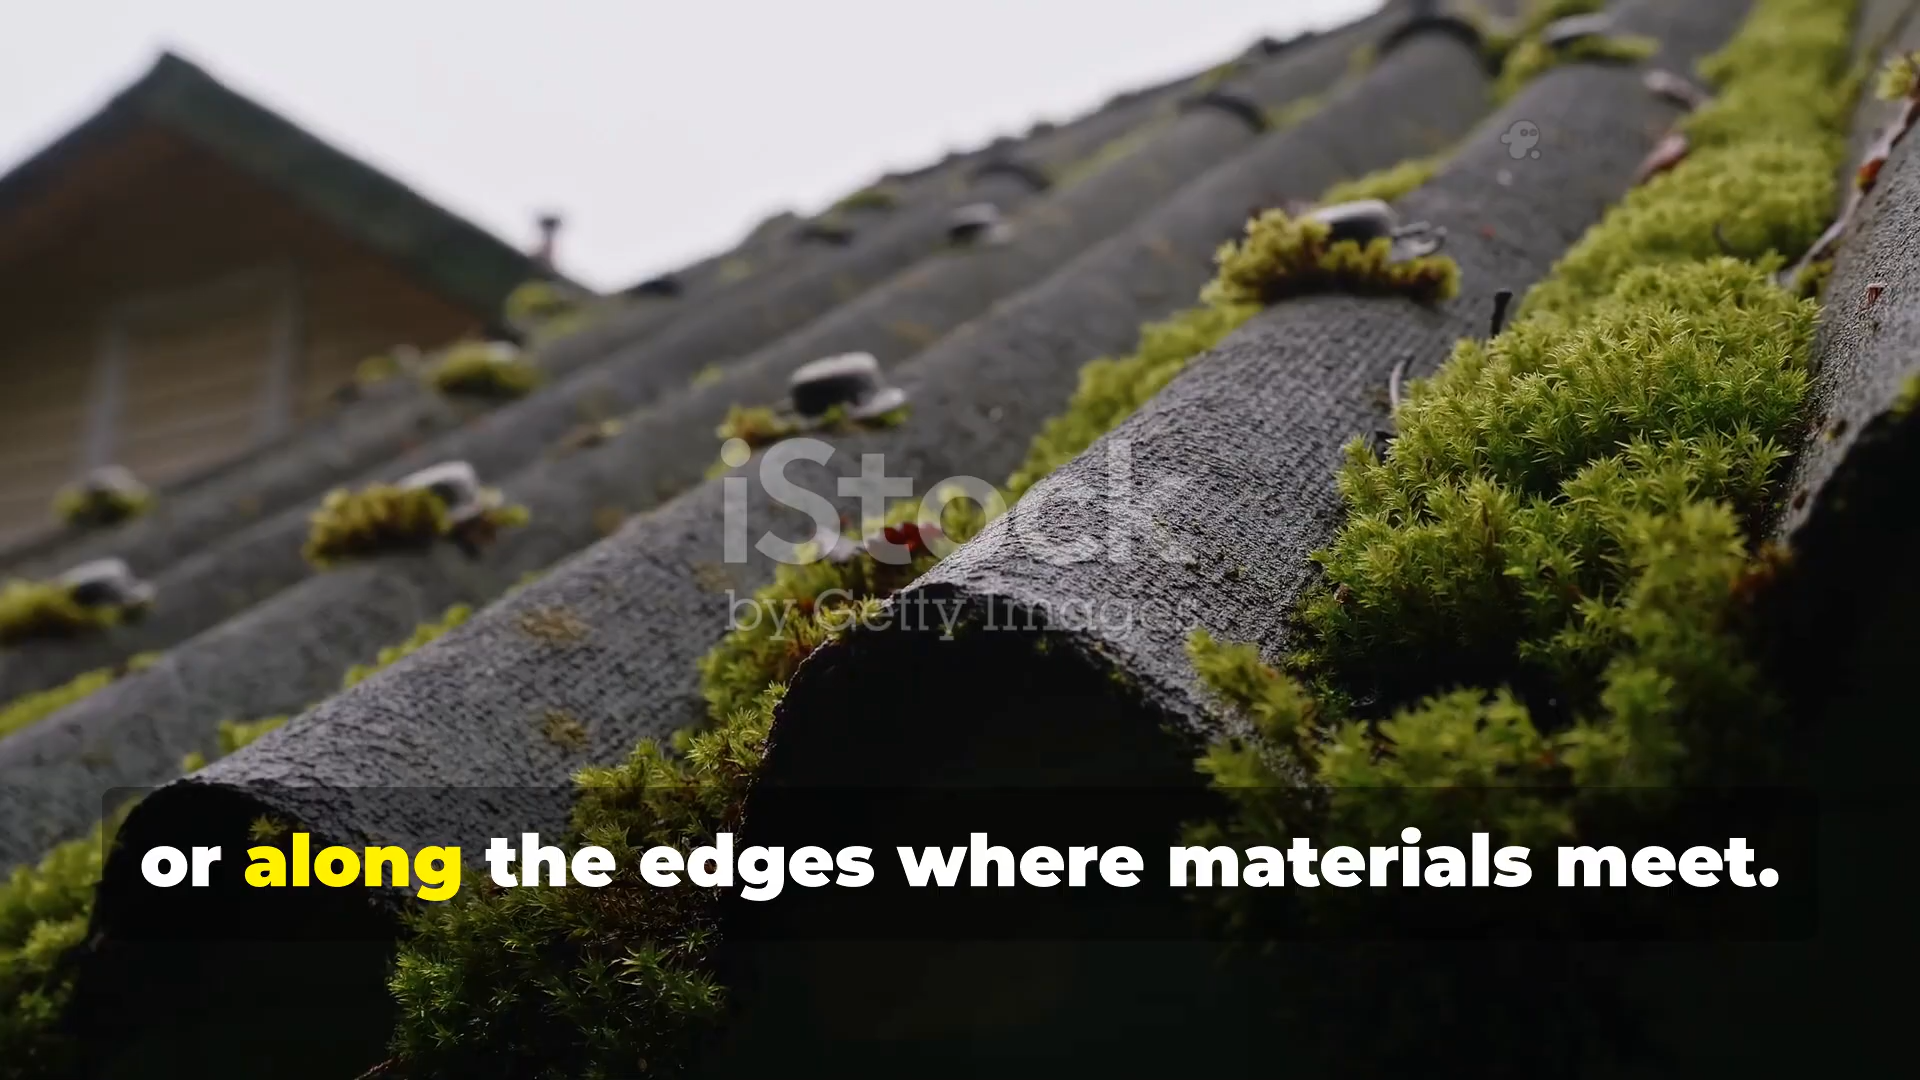 iStock
by Getty Images
or along the edges where materials meet.